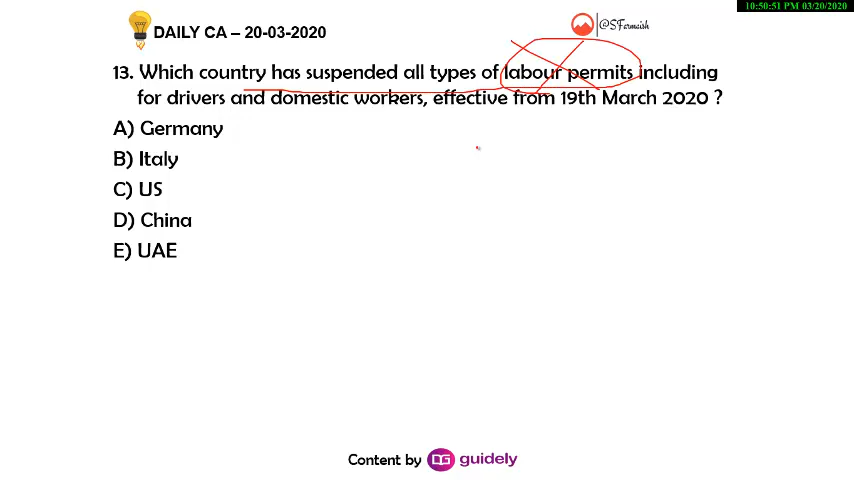 10:50:51 PM 03/20/2020
DAILY CA – 20-03-2020
@SFarmaish
13. Which country has suspended all types of labour permits including
for drivers and domestic workers, effective from 19th March 2020 ?
A) Germany
B) Italy
C) US
D) China
E) UAE
Content by DG guidely